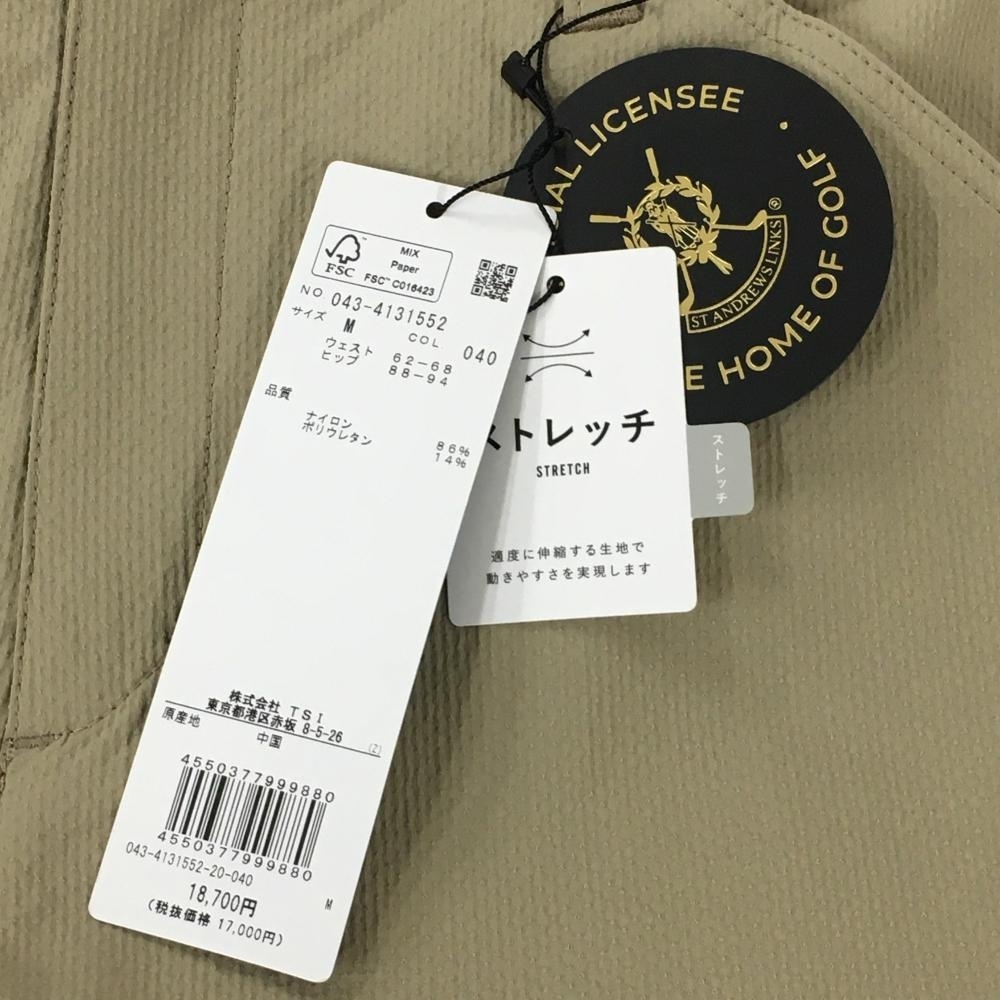 MIX
Paper
FSC™ C016423
FSC
NO. 043-4131552
サイズ M COL 040
ウェスト 62-68
ヒップ 88-94
品質
ナイロン 86%
ポリウレタン 14%
株式会社 TSI
東京都港区赤坂 8-5-26
原産地 中国 (Z)
4550377999880
4550377999880
043-4131552-20-040
18,700円 M
(税抜価格 17,000円)
ストレッチ
STRETCH
適度に伸縮する生地で
動きやすさを実現します
ストレッチ
LICENSEE
HOME OF GOLF
ST ANDREWS LINKS®